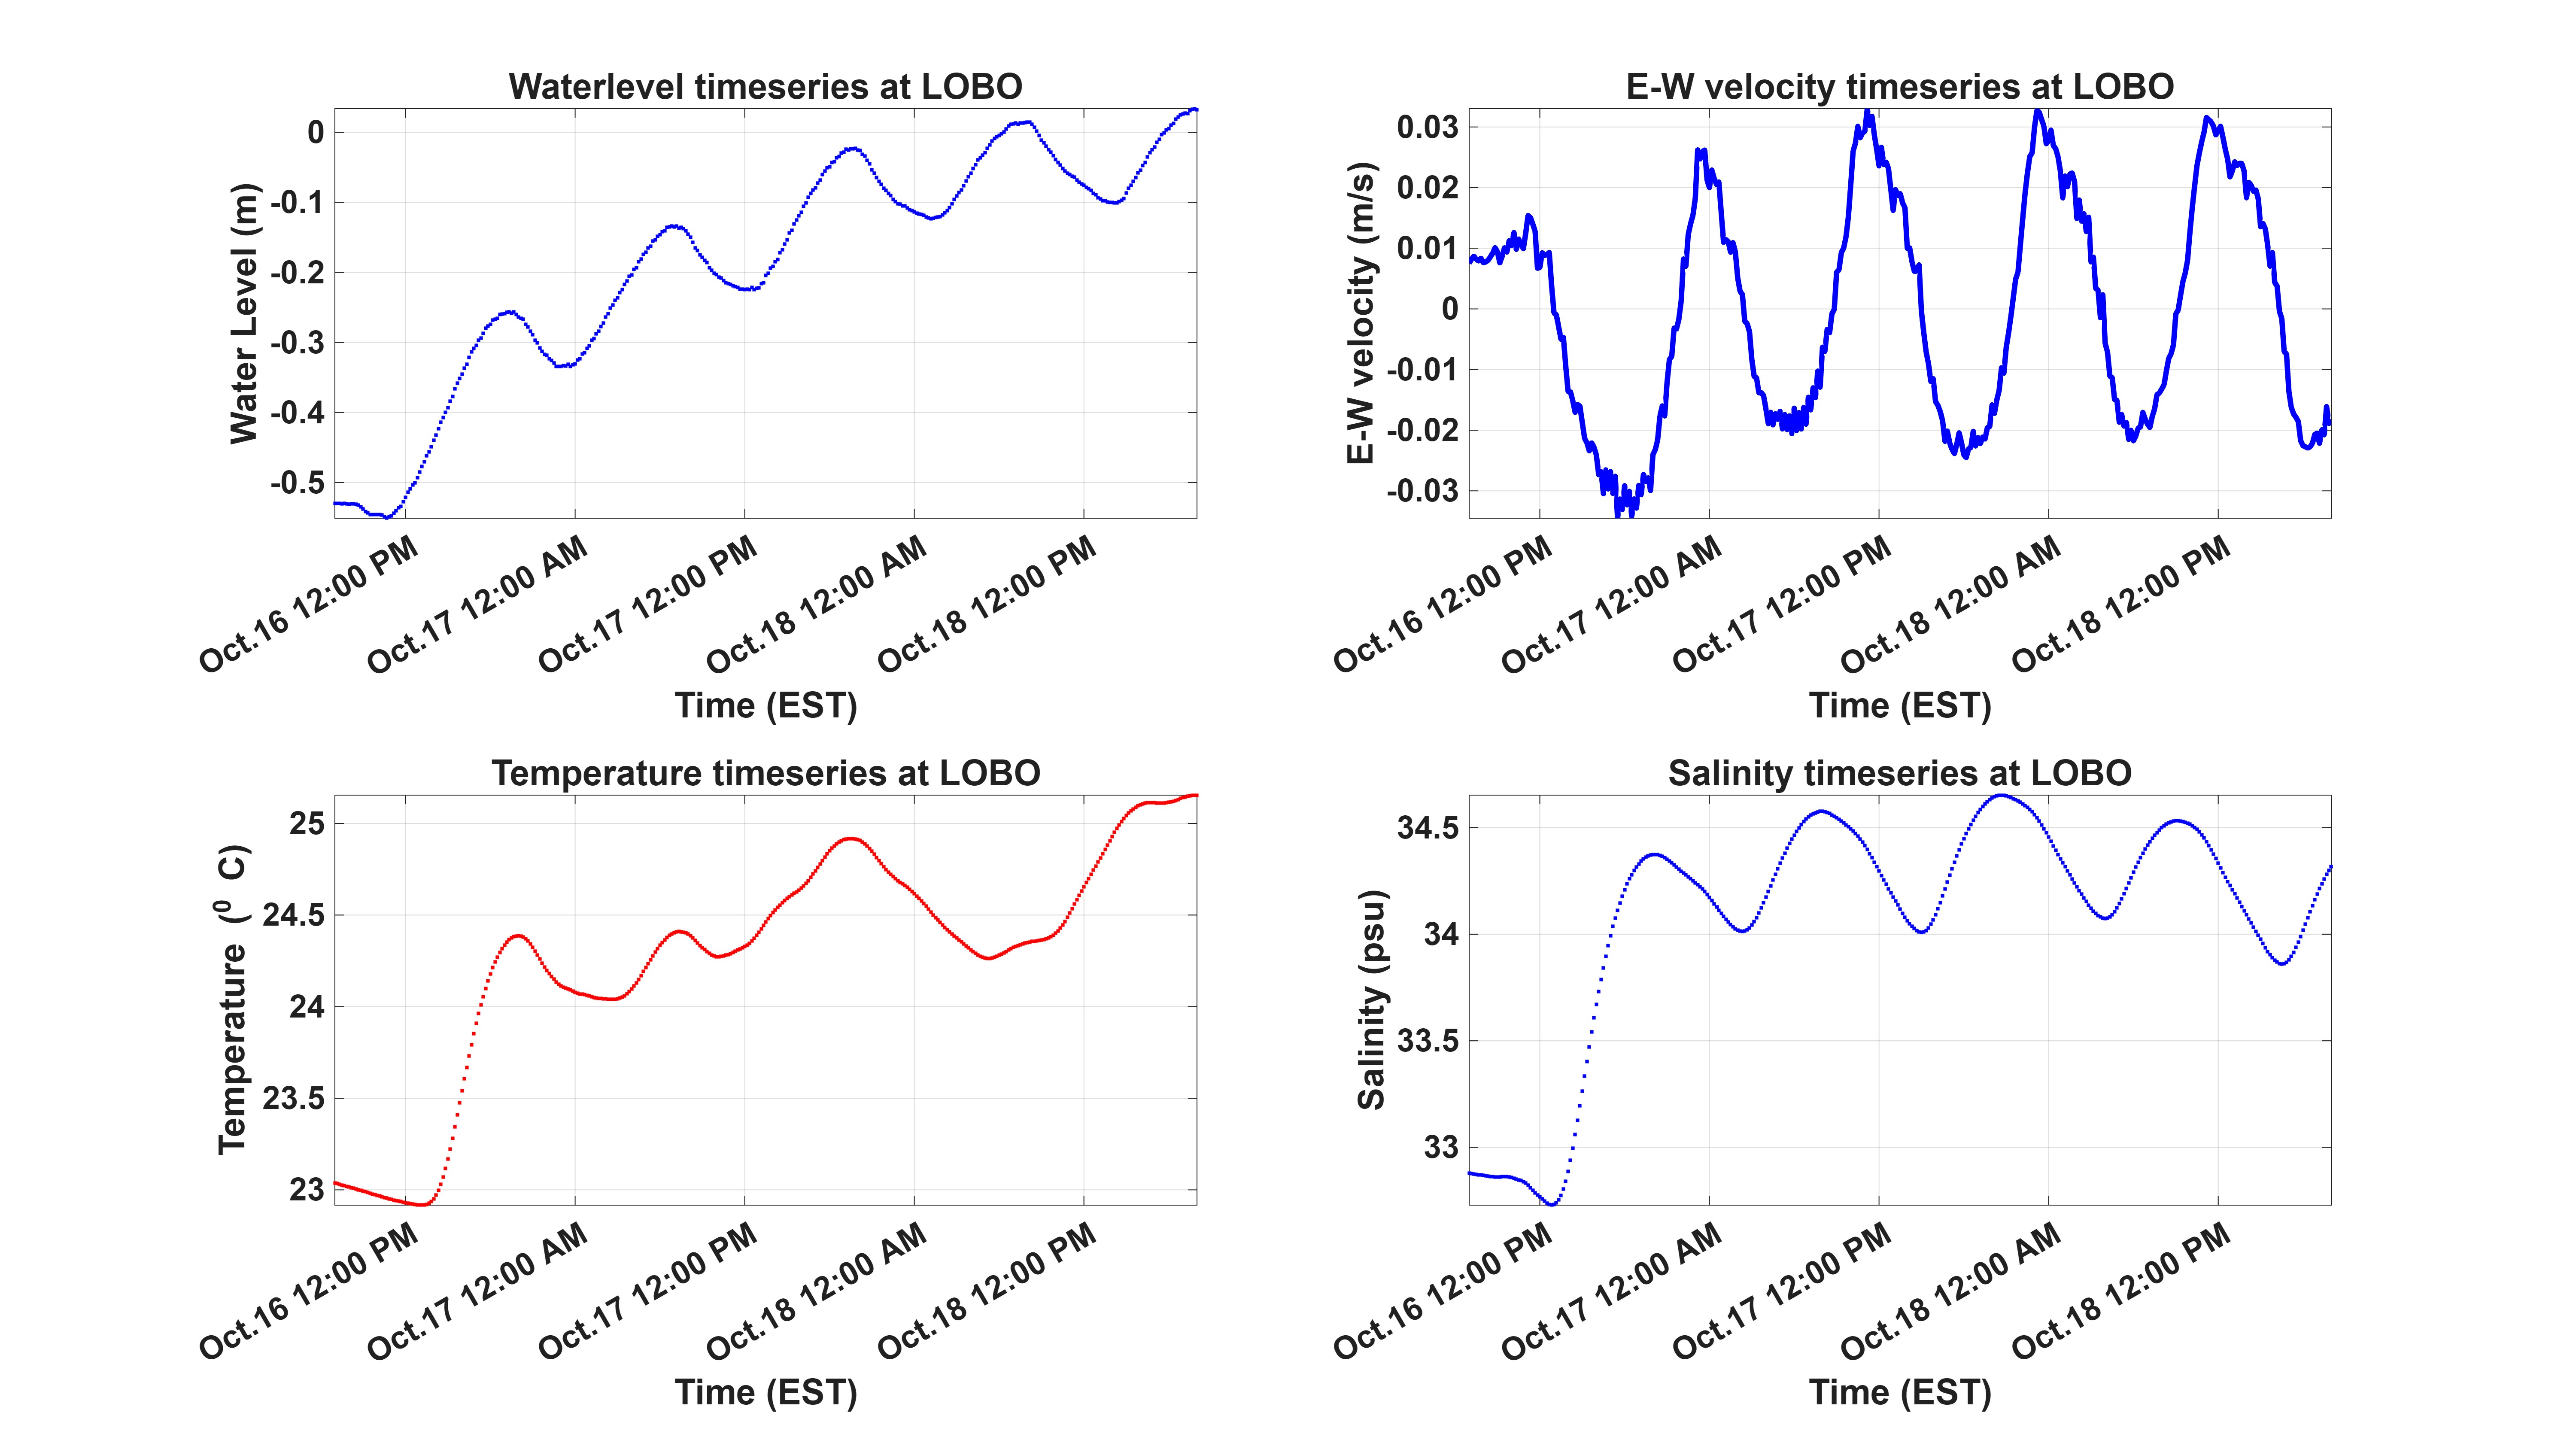 Waterlevel timeseries at LOBO
Water Level (m)
0
-0.1
-0.2
-0.3
-0.4
-0.5
Oct.16 12:00 PM
Oct.17 12:00 AM
Oct.17 12:00 PM
Oct.18 12:00 AM
Oct.18 12:00 PM
Time (EST)
E-W velocity timeseries at LOBO
E-W velocity (m/s)
0.03
0.02
0.01
0
-0.01
-0.02
-0.03
Oct.16 12:00 PM
Oct.17 12:00 AM
Oct.17 12:00 PM
Oct.18 12:00 AM
Oct.18 12:00 PM
Time (EST)
Temperature timeseries at LOBO
Temperature (⁰ C)
25
24.5
24
23.5
23
Oct.16 12:00 PM
Oct.17 12:00 AM
Oct.17 12:00 PM
Oct.18 12:00 AM
Oct.18 12:00 PM
Time (EST)
Salinity timeseries at LOBO
Salinity (psu)
34.5
34
33.5
33
Oct.16 12:00 PM
Oct.17 12:00 AM
Oct.17 12:00 PM
Oct.18 12:00 AM
Oct.18 12:00 PM
Time (EST)